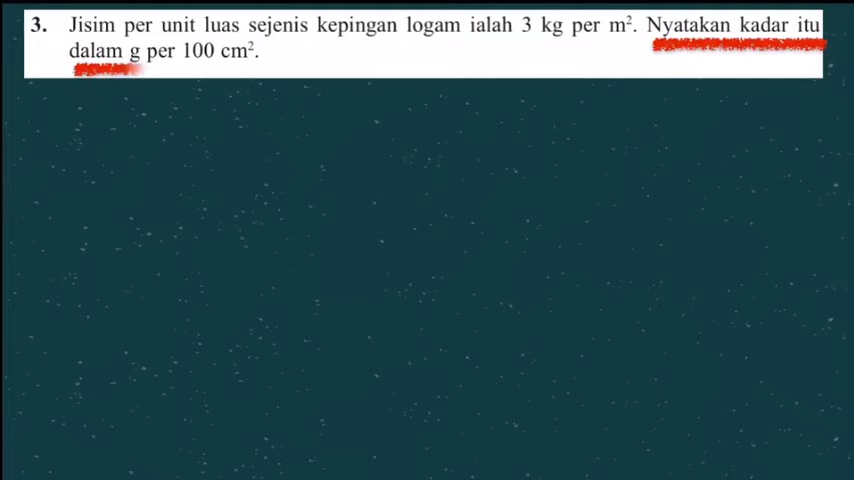 3. Jisim per unit luas sejenis kepingan logam ialah 3 kg per m². Nyatakan kadar itu
dalam g per 100 cm².